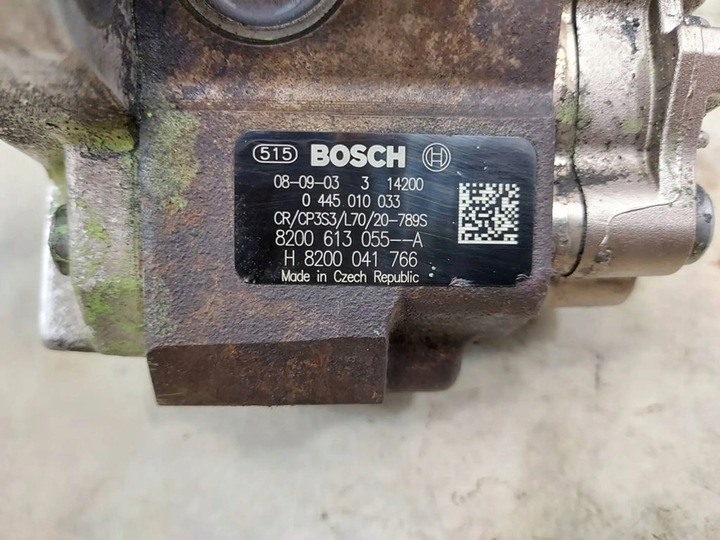 515 BOSCH
08-09-03 3 14200
0 445 010 033
CR/CP3S3/L70/20-789S
8200 613 055--A
H 8200 041 766
Made in Czech Republic